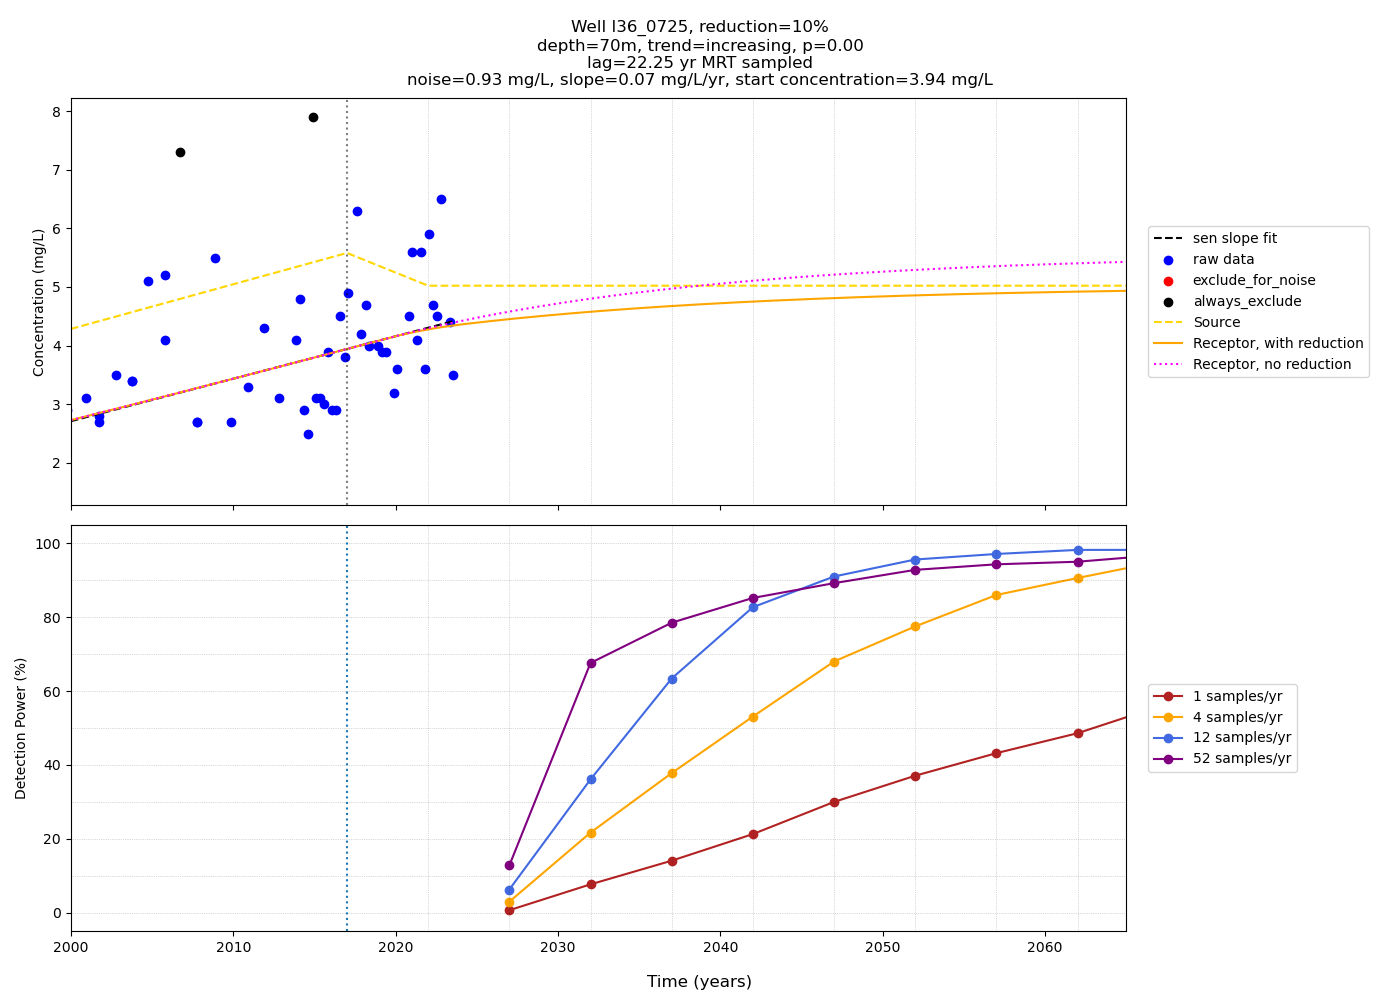 Well l36_0725, reduction=10%
depth=70m, trend=increasing, p=0.00
lag=22.25 yr MRT sampled
noise=0.93 mg/L, slope=0.07 mg/L/yr, start concentration=3.94 mg/L
8
7
6
5
4
3
2
Concentration (mg/L)
sen slope fit
raw data
exclude_for_noise
always_exclude
Source
Receptor, with reduction
Receptor, no reduction
100
80
60
40
20
0
Detection Power (%)
1 samples/yr
4 samples/yr
12 samples/yr
52 samples/yr
2000 2010 2020 2030 2040 2050 2060
Time (years)